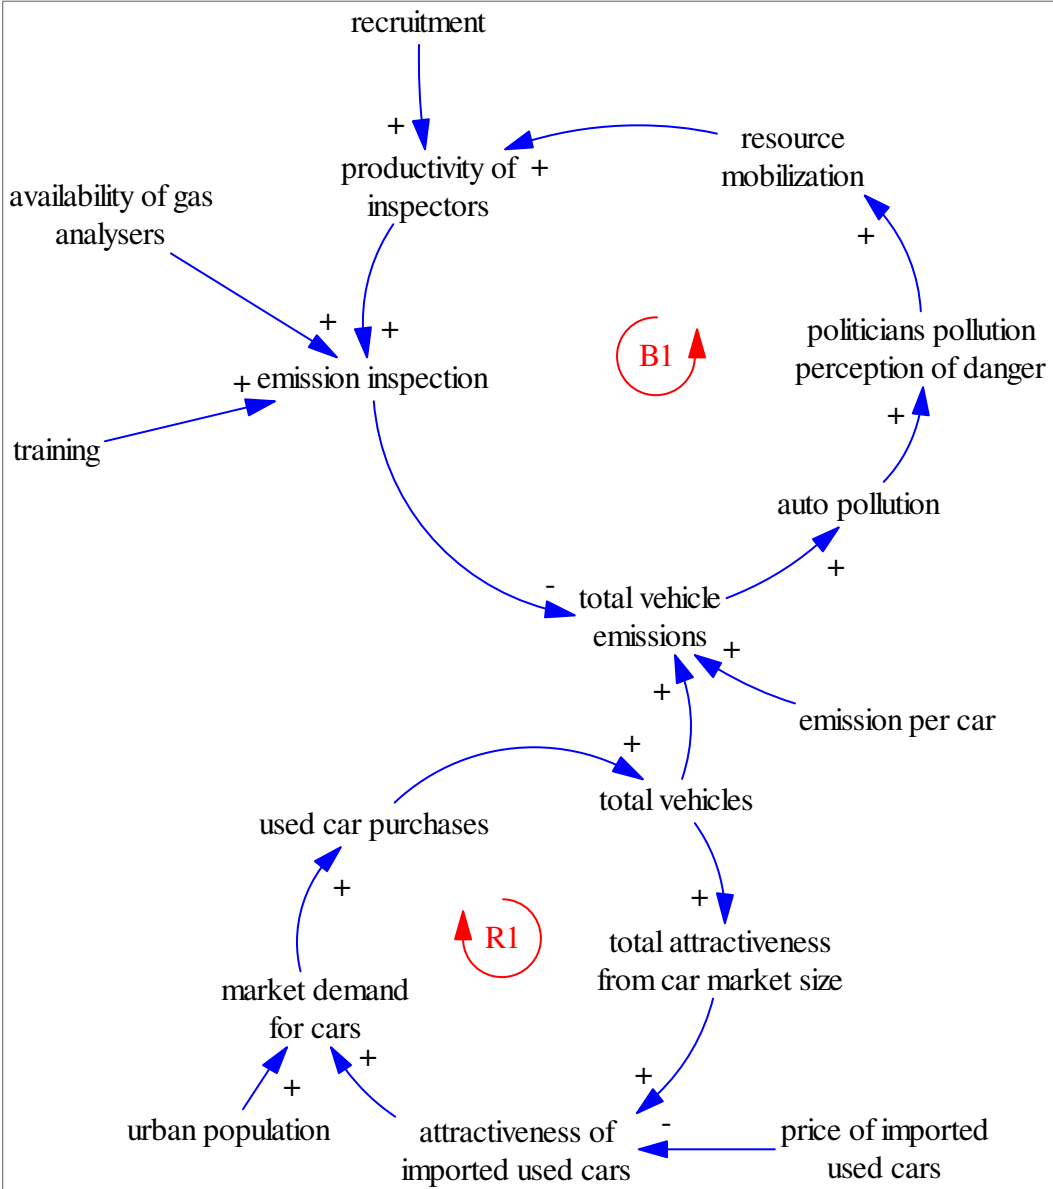 recruitment
+
resource
mobilization
productivity of +
inspectors
availability of gas
analysers
+
+ +
politicians pollution
perception of danger
B1
+ emission inspection
+
training
auto pollution
+
-
total vehicle
emissions
+
+
emission per car
+
total vehicles
used car purchases
+
+
R1
total attractiveness
from car market size
market demand
for cars
+
+
+
urban population
-
attractiveness of
imported used cars
price of imported
used cars